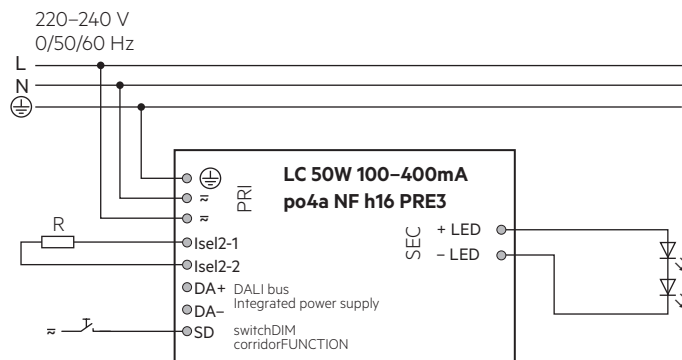 220–240 V
0/50/60 Hz
L
N
LC 50W 100–400mA
po4a NF h16 PRE3
PRI
≂
≂
R
Isel2-1
Isel2-2
DA+ DALI bus
Integrated power supply
DA–
≂ SD switchDIM
corridorFUNCTION
SEC
+ LED
– LED